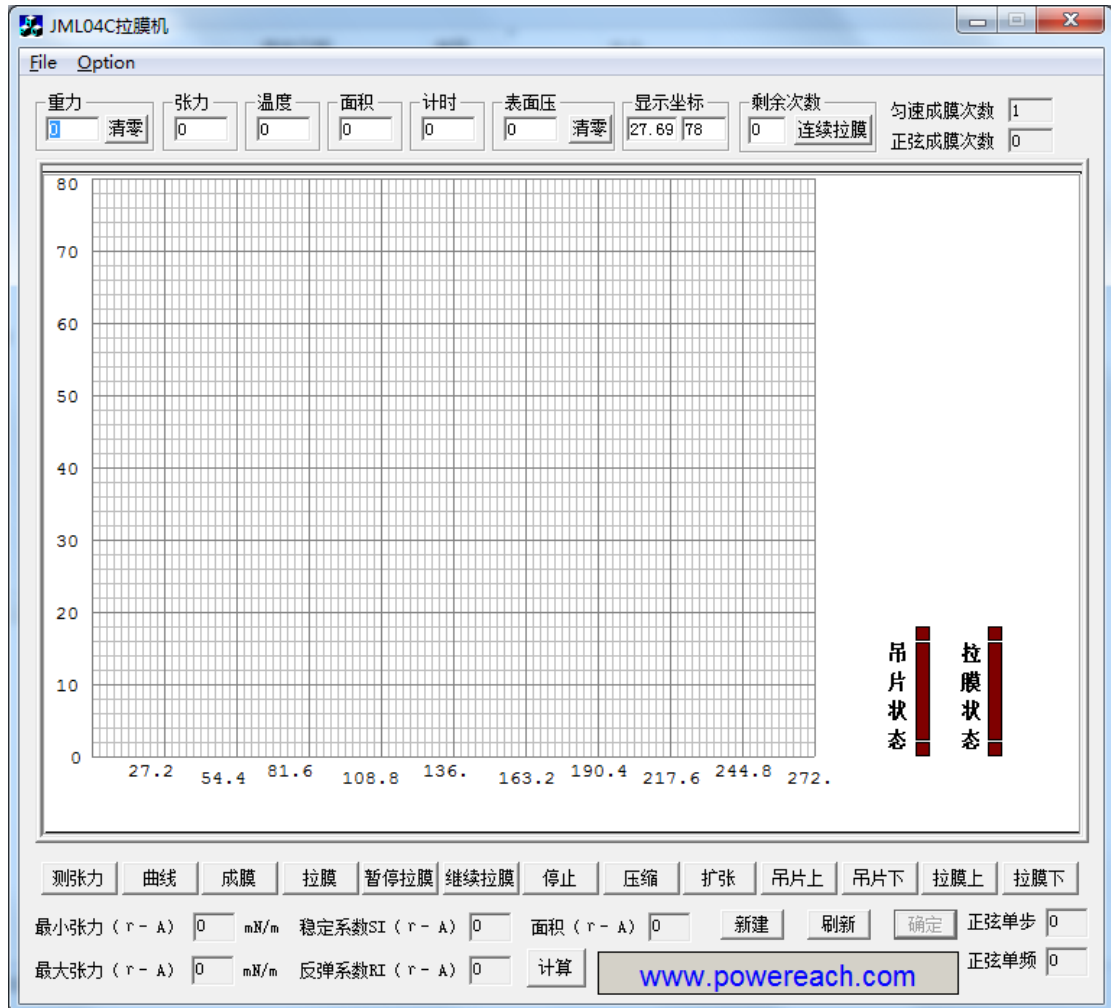 JML04C拉膜机
File Option
重力 张力 温度 面积 计时 表面压 显示坐标 剩余次数
0 清零 0 0 0 0 0 清零 27.69 78 0 连续拉膜
匀速成膜次数 1
正弦成膜次数 0
80
70
60
50
40
30
20
10
0
27.2 54.4 81.6 108.8 136. 163.2 190.4 217.6 244.8 272.
吊片状态
拉膜状态
测张力 曲线 成膜 拉膜 暂停拉膜 继续拉膜 停止 压缩 扩张 吊片上 吊片下 拉膜上 拉膜下
最小张力(r-A) 0 mN/m 稳定系数SI(r-A) 0 面积(r-A) 0 新建 刷新 确定 正弦单步 0
最大张力(r-A) 0 mN/m 反弹系数RI(r-A) 0 计算 www.powereach.com 正弦单频 0